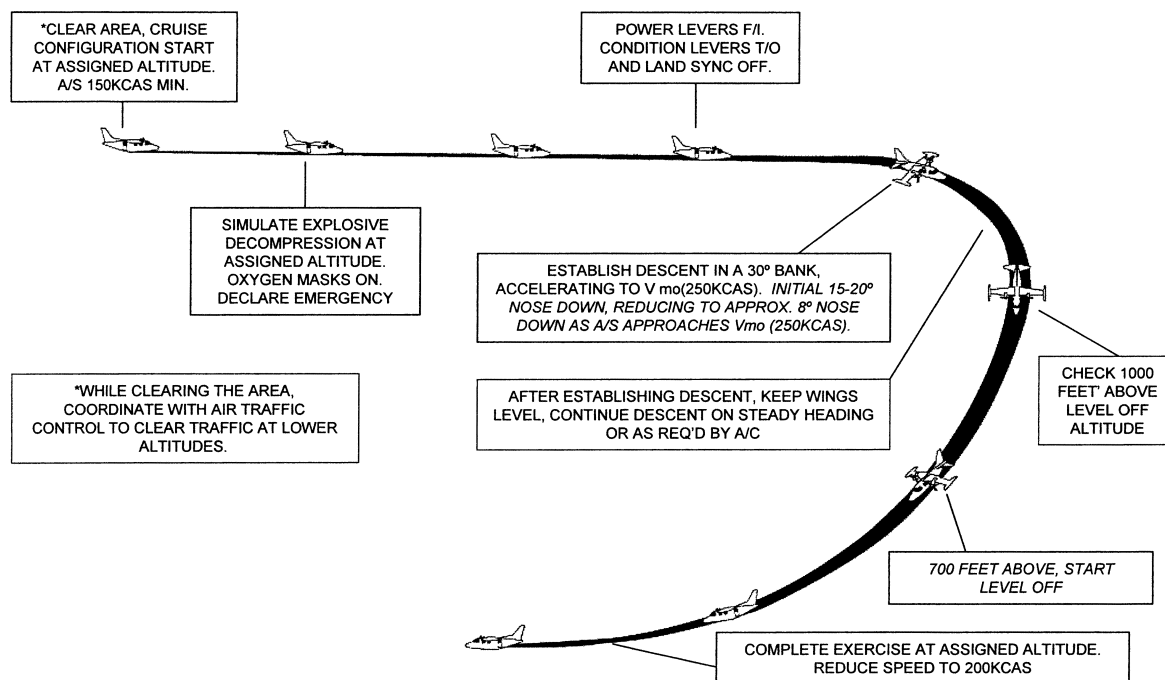 *CLEAR AREA, CRUISE
CONFIGURATION START
AT ASSIGNED ALTITUDE.
A/S 150KCAS MIN.
POWER LEVERS F/I.
CONDITION LEVERS T/O
AND LAND SYNC OFF.
SIMULATE EXPLOSIVE
DECOMPRESSION AT
ASSIGNED ALTITUDE.
OXYGEN MASKS ON.
DECLARE EMERGENCY
ESTABLISH DESCENT IN A 30º BANK,
ACCELERATING TO V mo(250KCAS). INITIAL 15-20º
NOSE DOWN, REDUCING TO APPROX. 8º NOSE
DOWN AS A/S APPROACHES Vmo (250KCAS).
*WHILE CLEARING THE AREA,
COORDINATE WITH AIR TRAFFIC
CONTROL TO CLEAR TRAFFIC AT LOWER
ALTITUDES.
AFTER ESTABLISHING DESCENT, KEEP WINGS
LEVEL, CONTINUE DESCENT ON STEADY HEADING
OR AS REQ'D BY A/C
CHECK 1000
FEET' ABOVE
LEVEL OFF
ALTITUDE
700 FEET ABOVE, START
LEVEL OFF
COMPLETE EXERCISE AT ASSIGNED ALTITUDE.
REDUCE SPEED TO 200KCAS